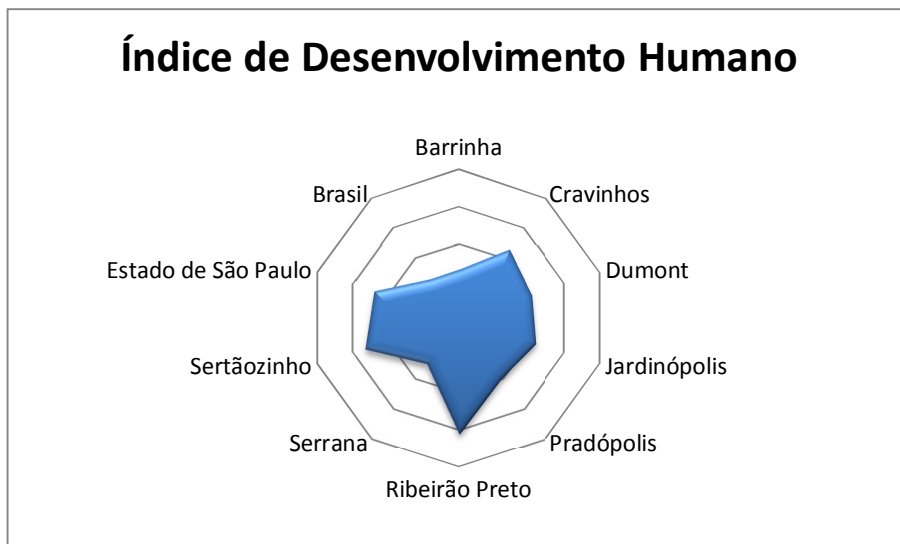 Índice de Desenvolvimento Humano
Barrinha
Brasil
Cravinhos
Estado de São Paulo
Dumont
Sertãozinho
Jardinópolis
Serrana
Pradópolis
Ribeirão Preto